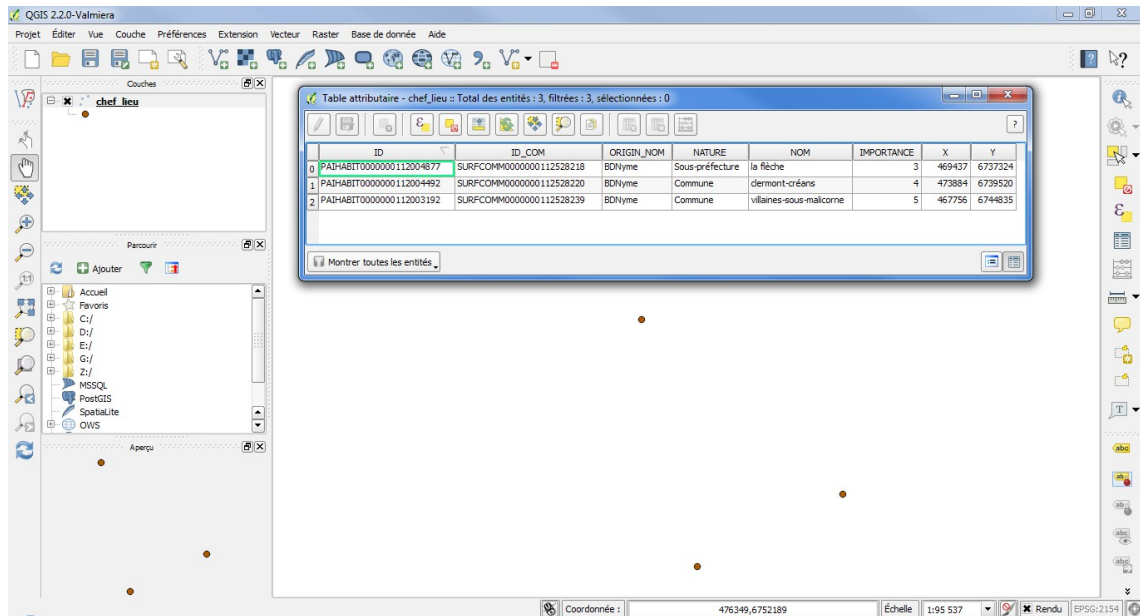 QGIS 2.2.0-Valmiera
Projet Éditer Vue Couche Préférences Extension Vecteur Raster Base de donnée Aide
Couches
chef_lieu
Table attributaire - chef_lieu :: Total des entités : 3, filtrées : 3, sélectionnées : 0
ID ID_COM ORIGIN_NOM NATURE NOM IMPORTANCE X Y
0 PAIHABIT0000000112004877 SURFCOMM0000000112528218 BDNyme Sous-préfecture la flèche 3 469437 6737324
1 PAIHABIT0000000112004492 SURFCOMM0000000112528220 BDNyme Commune clermont-créans 4 473884 6739520
2 PAIHABIT0000000112003192 SURFCOMM0000000112528239 BDNyme Commune villaines-sous-malicorne 5 467756 6744835
Montrer toutes les entités
Parcourir
Ajouter
Accueil
Favoris
C:/
D:/
E:/
G:/
Z:/
MSSQL
PostGIS
SpatiaLite
OWS
Aperçu
Coordonnée : 476349,6752189 Échelle 1:95 537 Rendu EPSG:2154